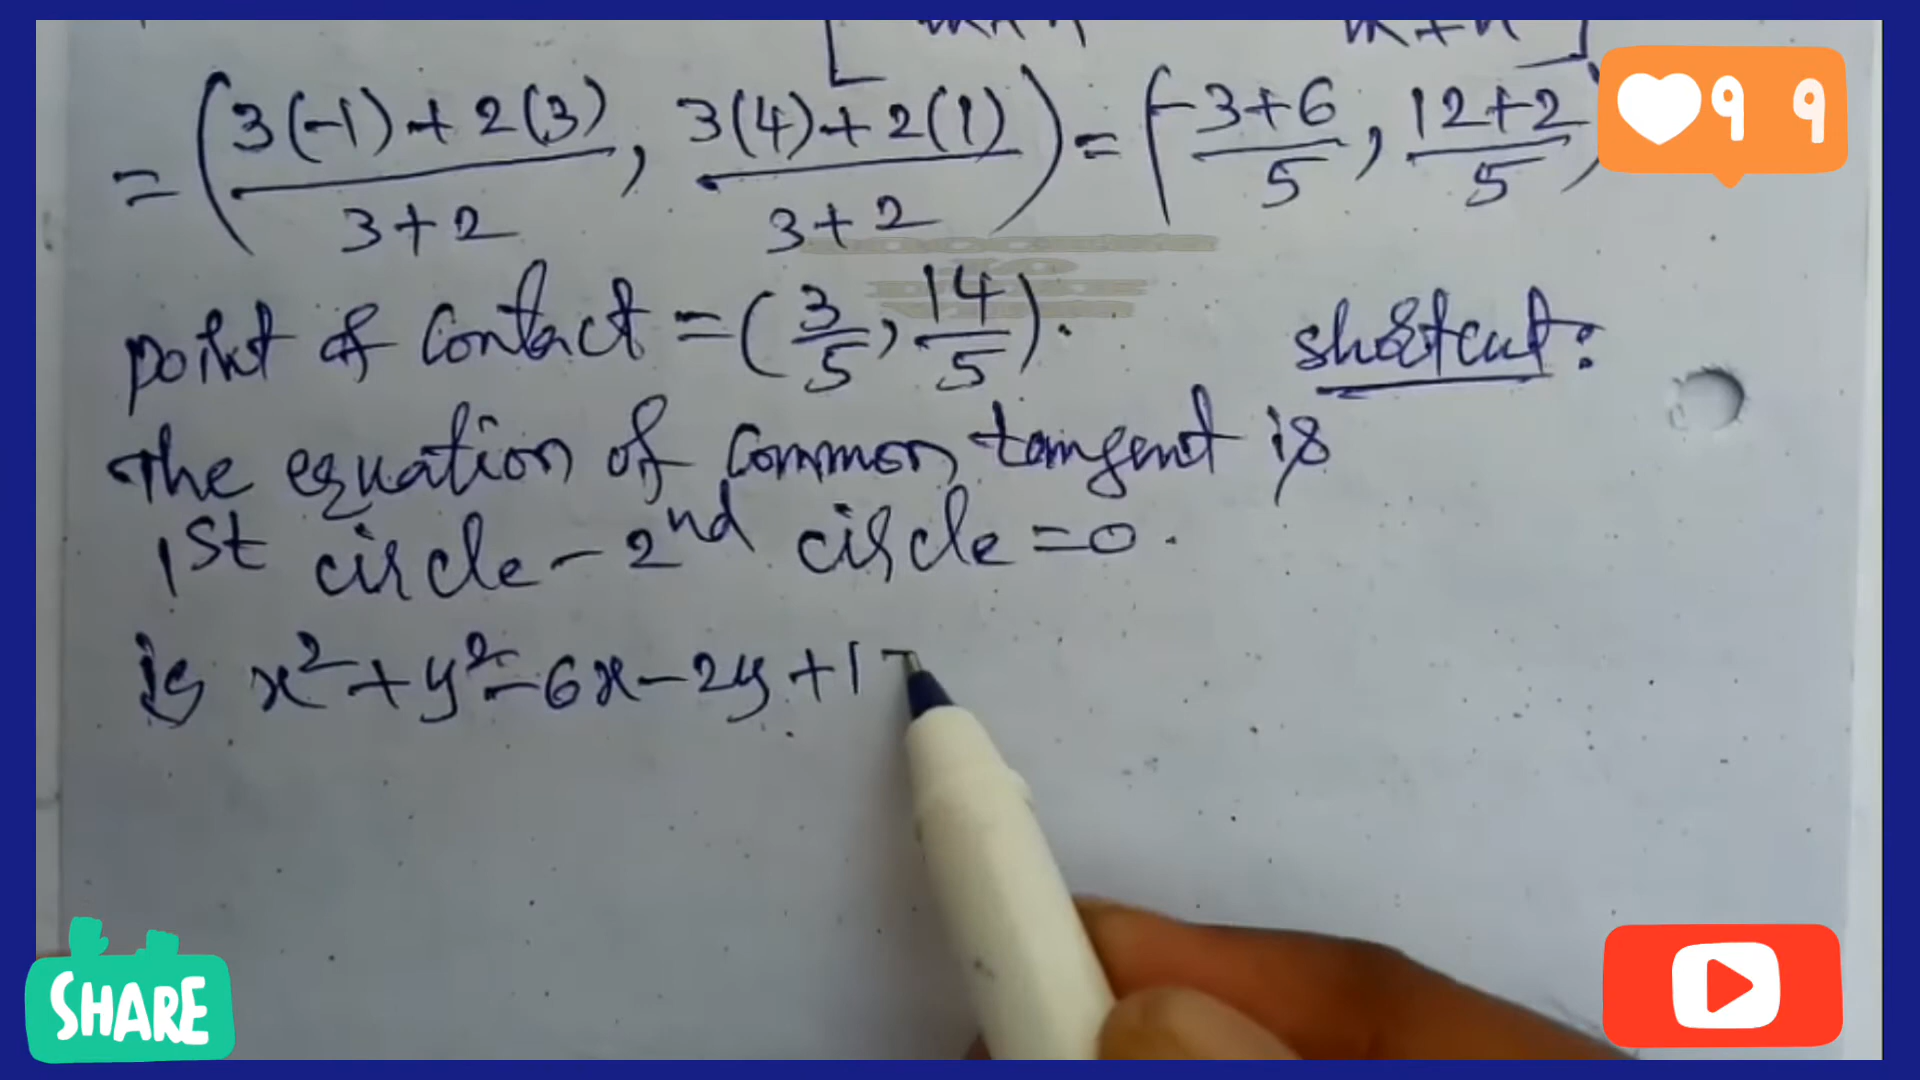 = (3(-1)+2(3)/3+2, 3(4)+2(1)/3+2) = (-3+6/5, 12+2/5)
9 9
point of contact = (3/5, 14/5). shortcut:
The equation of common tangent is
1st circle - 2nd circle = 0.
is x²+y²-6x-2y+1
SHARE